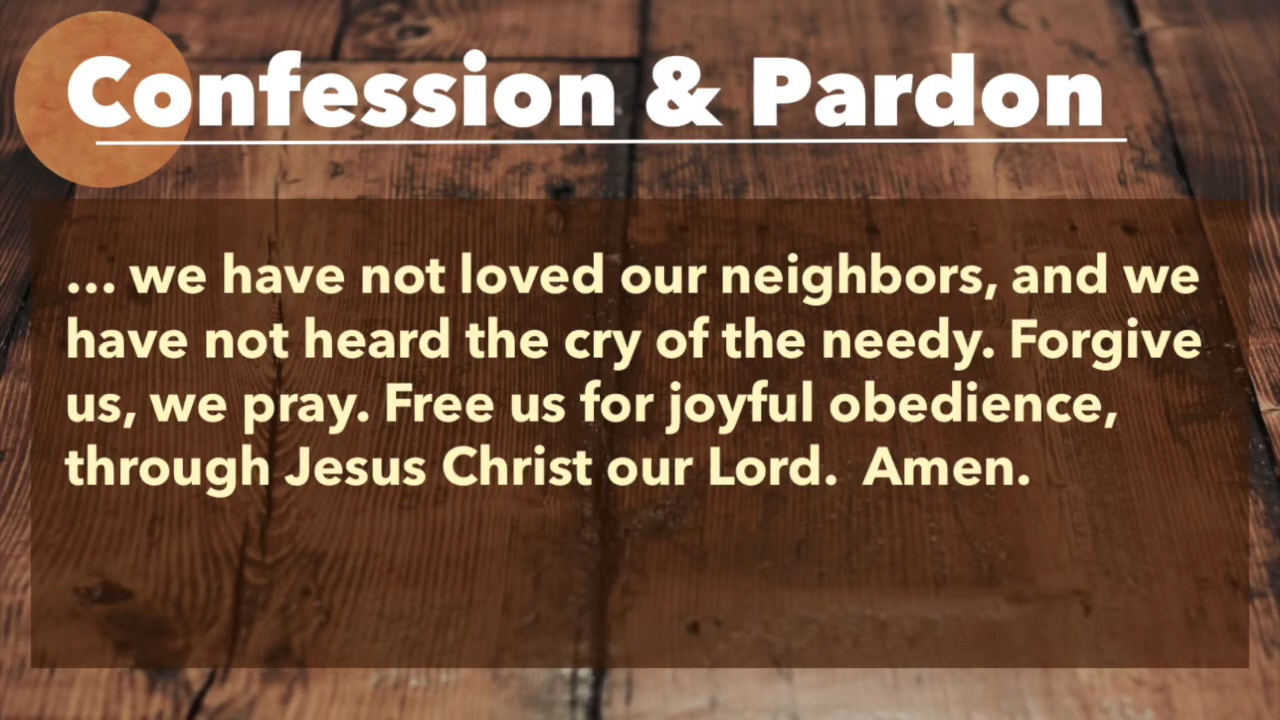 Confession & Pardon
... we have not loved our neighbors, and we
have not heard the cry of the needy. Forgive
us, we pray. Free us for joyful obedience,
through Jesus Christ our Lord.  Amen.